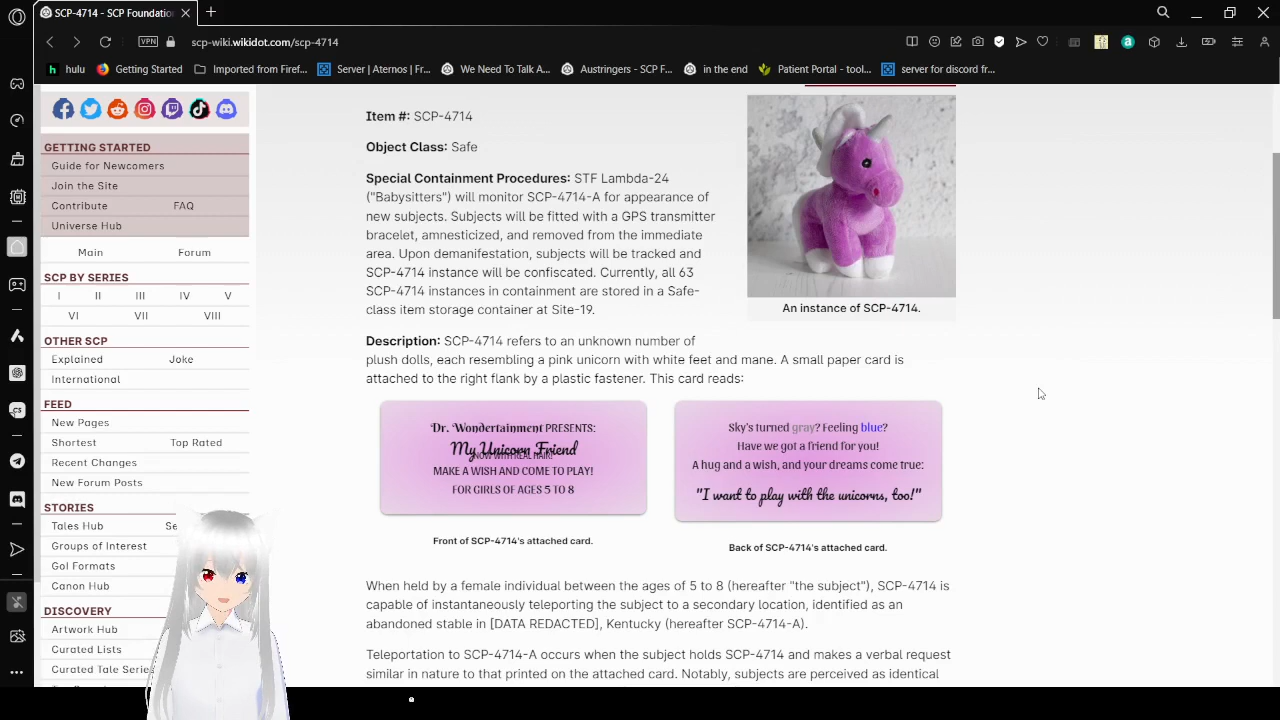 SCP-4714 - SCP Foundatio
VPN
scp-wiki.wikidot.com/scp-4714
hulu
Getting Started
Imported from Firef...
Server | Aternos | Fr...
We Need To Talk A...
Austringers - SCP F...
in the end
Patient Portal - tool...
server for discord fr...
GETTING STARTED
Guide for Newcomers
Join the Site
Contribute FAQ
Universe Hub
Main Forum
SCP BY SERIES
I II III IV V
VI VII VIII
OTHER SCP
Explained Joke
International
FEED
New Pages
Shortest Top Rated
Recent Changes
New Forum Posts
STORIES
Tales Hub Se
Groups of Interest
GoI Formats
Canon Hub
DISCOVERY
Artwork Hub
Curated Lists
Curated Tale Serie
Item #: SCP-4714
Object Class: Safe
Special Containment Procedures: STF Lambda-24
("Babysitters") will monitor SCP-4714-A for appearance of
new subjects. Subjects will be fitted with a GPS transmitter
bracelet, amnesticized, and removed from the immediate
area. Upon demanifestation, subjects will be tracked and
SCP-4714 instance will be confiscated. Currently, all 63
SCP-4714 instances in containment are stored in a Safe-
class item storage container at Site-19.
An instance of SCP-4714.
Description: SCP-4714 refers to an unknown number of
plush dolls, each resembling a pink unicorn with white feet and mane. A small paper card is
attached to the right flank by a plastic fastener. This card reads:
Dr. Wondertainment PRESENTS:
My Unicorn Friend
NOW WITH REAL HAIR!
MAKE A WISH AND COME TO PLAY!
FOR GIRLS OF AGES 5 TO 8
Front of SCP-4714's attached card.
Sky's turned gray? Feeling blue?
Have we got a friend for you!
A hug and a wish, and your dreams come true:
"I want to play with the unicorns, too!"
Back of SCP-4714's attached card.
When held by a female individual between the ages of 5 to 8 (hereafter "the subject"), SCP-4714 is
capable of instantaneously teleporting the subject to a secondary location, identified as an
abandoned stable in [DATA REDACTED], Kentucky (hereafter SCP-4714-A).
Teleportation to SCP-4714-A occurs when the subject holds SCP-4714 and makes a verbal request
similar in nature to that printed on the attached card. Notably, subjects are perceived as identical